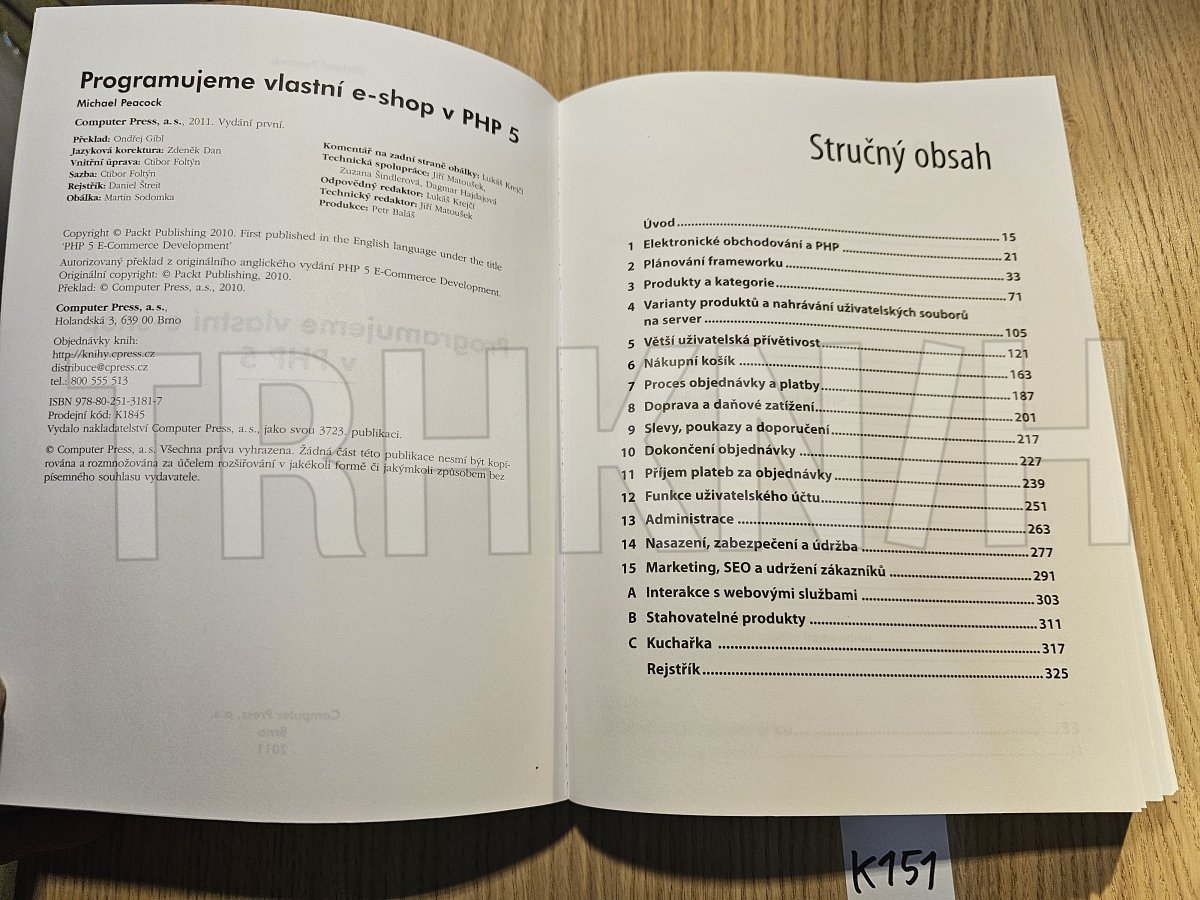 Programujeme vlastní e-shop v PHP 5
Michael Peacock
Computer Press, a. s., 2011. Vydání první.
Překlad: Ondřej Gibl
Jazyková korektura: Zdeněk Dan
Vnitřní úprava: Ctibor Foltýn
Sazba: Ctibor Foltýn
Rejstřík: Daniel Štreit
Obálka: Martin Sodomka
Komentář na zadní straně obálky: Lukáš Krejčí
Technická spolupráce: Jiří Matoušek,
Zuzana Šindlerová, Dagmar Hajdajová
Odpovědný redaktor: Lukáš Krejčí
Technický redaktor: Jiří Matoušek
Produkce: Petr Baláš
Copyright © Packt Publishing 2010. First published in the English language under the title
'PHP 5 E-Commerce Development'
Autorizovaný překlad z originálního anglického vydání PHP 5 E-Commerce Development.
Originální copyright: © Packt Publishing, 2010.
Překlad: © Computer Press, a.s., 2010.
Computer Press, a. s.,
Holandská 3, 639 00 Brno
Objednávky knih:
http://knihy.cpress.cz
distribuce@cpress.cz
tel.: 800 555 513
ISBN 978-80-251-3181-7
Prodejní kód: K1845
Vydalo nakladatelství Computer Press, a. s., jako svou 3723. publikaci.
© Computer Press, a. s. Všechna práva vyhrazena. Žádná část této publikace nesmí být kopí-
rována a rozmnožována za účelem rozšiřování v jakékoli formě či jakýmkoli způsobem bez
písemného souhlasu vydavatele.
Stručný obsah
Úvod 15
1 Elektronické obchodování a PHP 21
2 Plánování frameworku 33
3 Produkty a kategorie 71
4 Varianty produktů a nahrávání uživatelských souborů
na server 105
5 Větší uživatelská přívětivost 121
6 Nákupní košík 163
7 Proces objednávky a platby 187
8 Doprava a daňové zatížení 201
9 Slevy, poukazy a doporučení 217
10 Dokončení objednávky 227
11 Příjem plateb za objednávky 239
12 Funkce uživatelského účtu 251
13 Administrace 263
14 Nasazení, zabezpečení a údržba 277
15 Marketing, SEO a udržení zákazníků 291
A Interakce s webovými službami 303
B Stahovatelné produkty 311
C Kuchařka 317
Rejstřík 325
TRHKNIH
K151